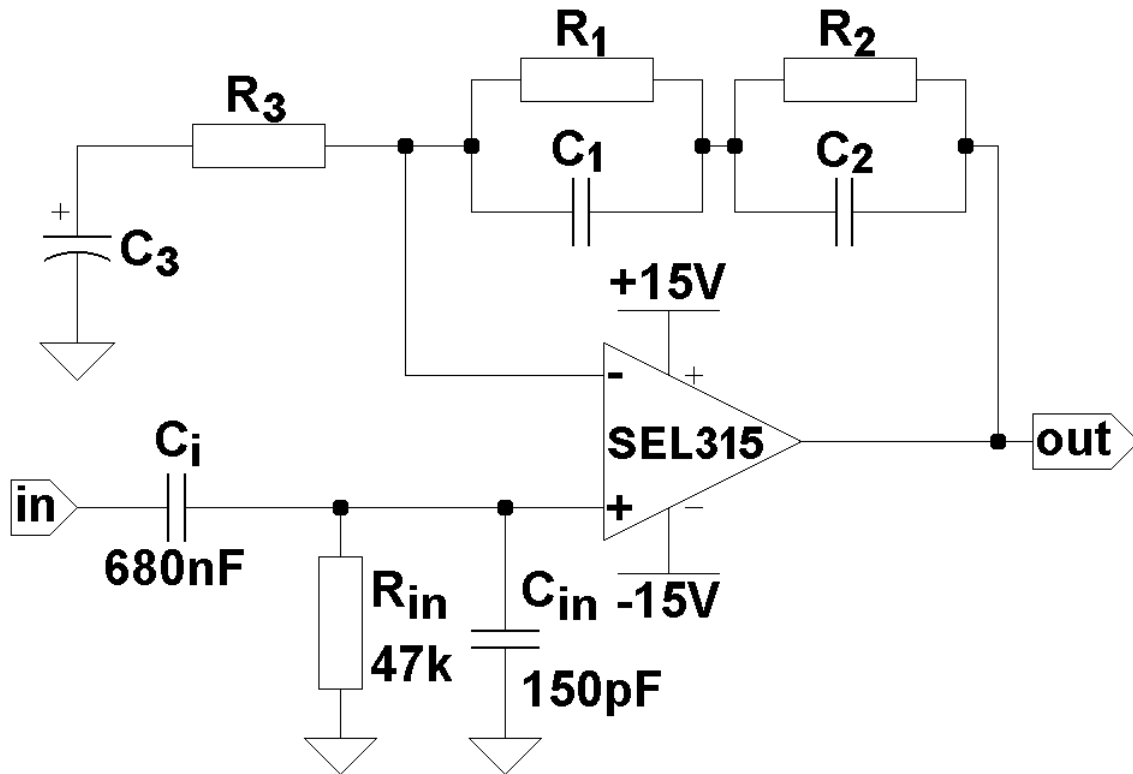 R1
R2
R3
C1
C2
+
C3
+15V
-
+
SEL315
out
Ci
in
+
−
680nF
Rin
47k
Cin
150pF
-15V